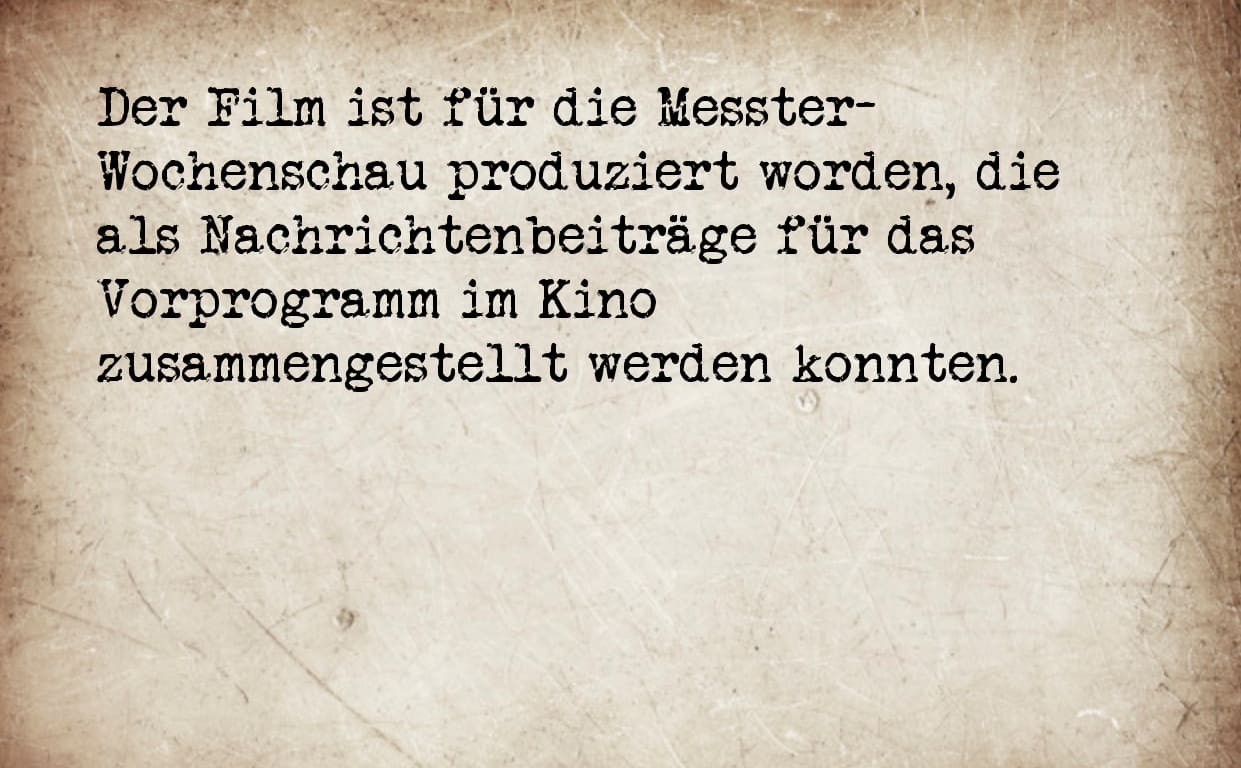 Der Film ist für die Messter-
Wochenschau produziert worden, die
als Nachrichtenbeiträge für das
Vorprogramm im Kino
zusammengestellt werden konnten.